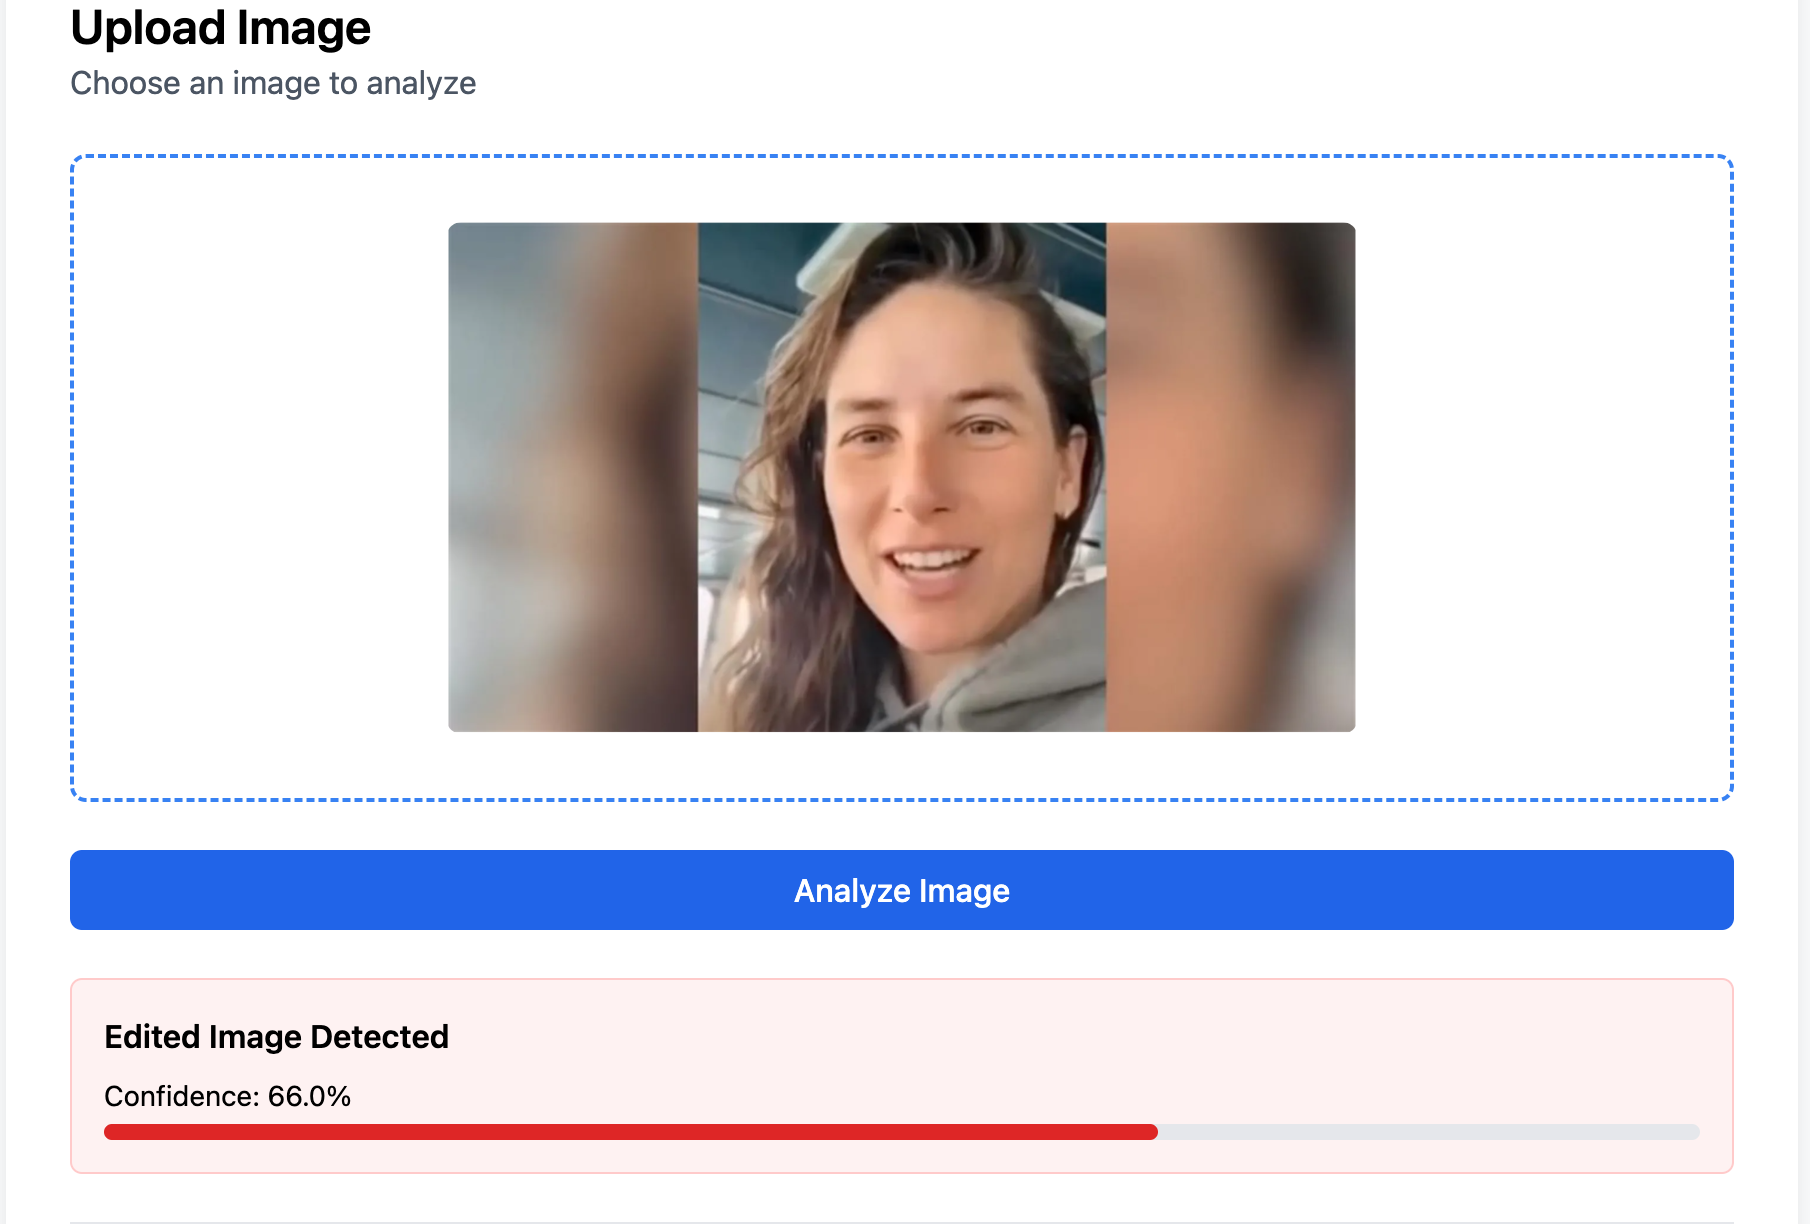 Upload Image
Choose an image to analyze
Analyze Image
Edited Image Detected
Confidence: 66.0%